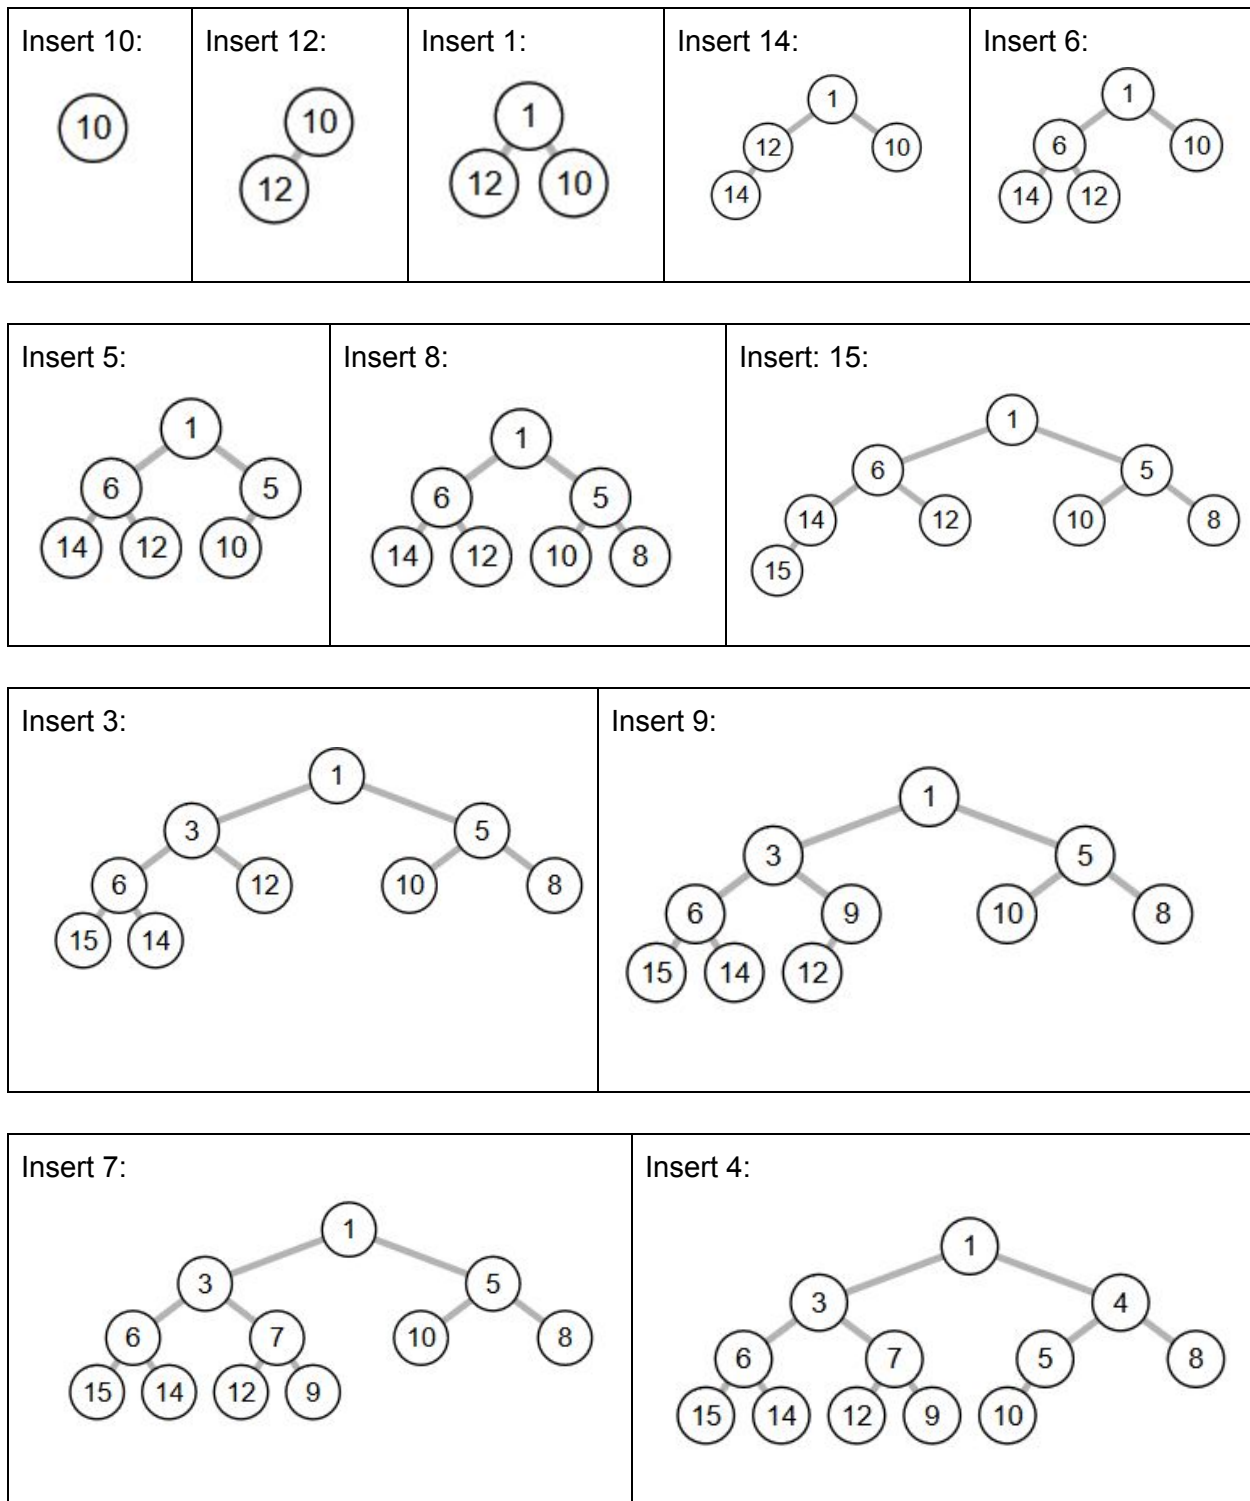 Insert 10:
10
Insert 12:
10
12
Insert 1:
1
12 10
Insert 14:
1
12 10
14
Insert 6:
1
6 10
14 12
Insert 5:
1
6 5
14 12 10
Insert 8:
1
6 5
14 12 10 8
Insert: 15:
1
6 5
14 12 10 8
15
Insert 3:
1
3 5
6 12 10 8
15 14
Insert 9:
1
3 5
6 9 10 8
15 14 12
Insert 7:
1
3 5
6 7 10 8
15 14 12 9
Insert 4:
1
3 4
6 7 5 8
15 14 12 9 10